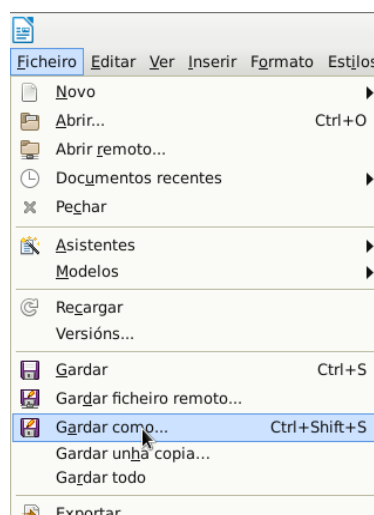 Ficheiro Editar Ver Inserir Formato Estilos
Novo
Abrir... Ctrl+O
Abrir remoto...
Documentos recentes
Pechar
Asistentes
Modelos
Recargar
Versións...
Gardar Ctrl+S
Gardar ficheiro remoto...
Gardar como... Ctrl+Shift+S
Gardar unha copia...
Gardar todo
Exportar